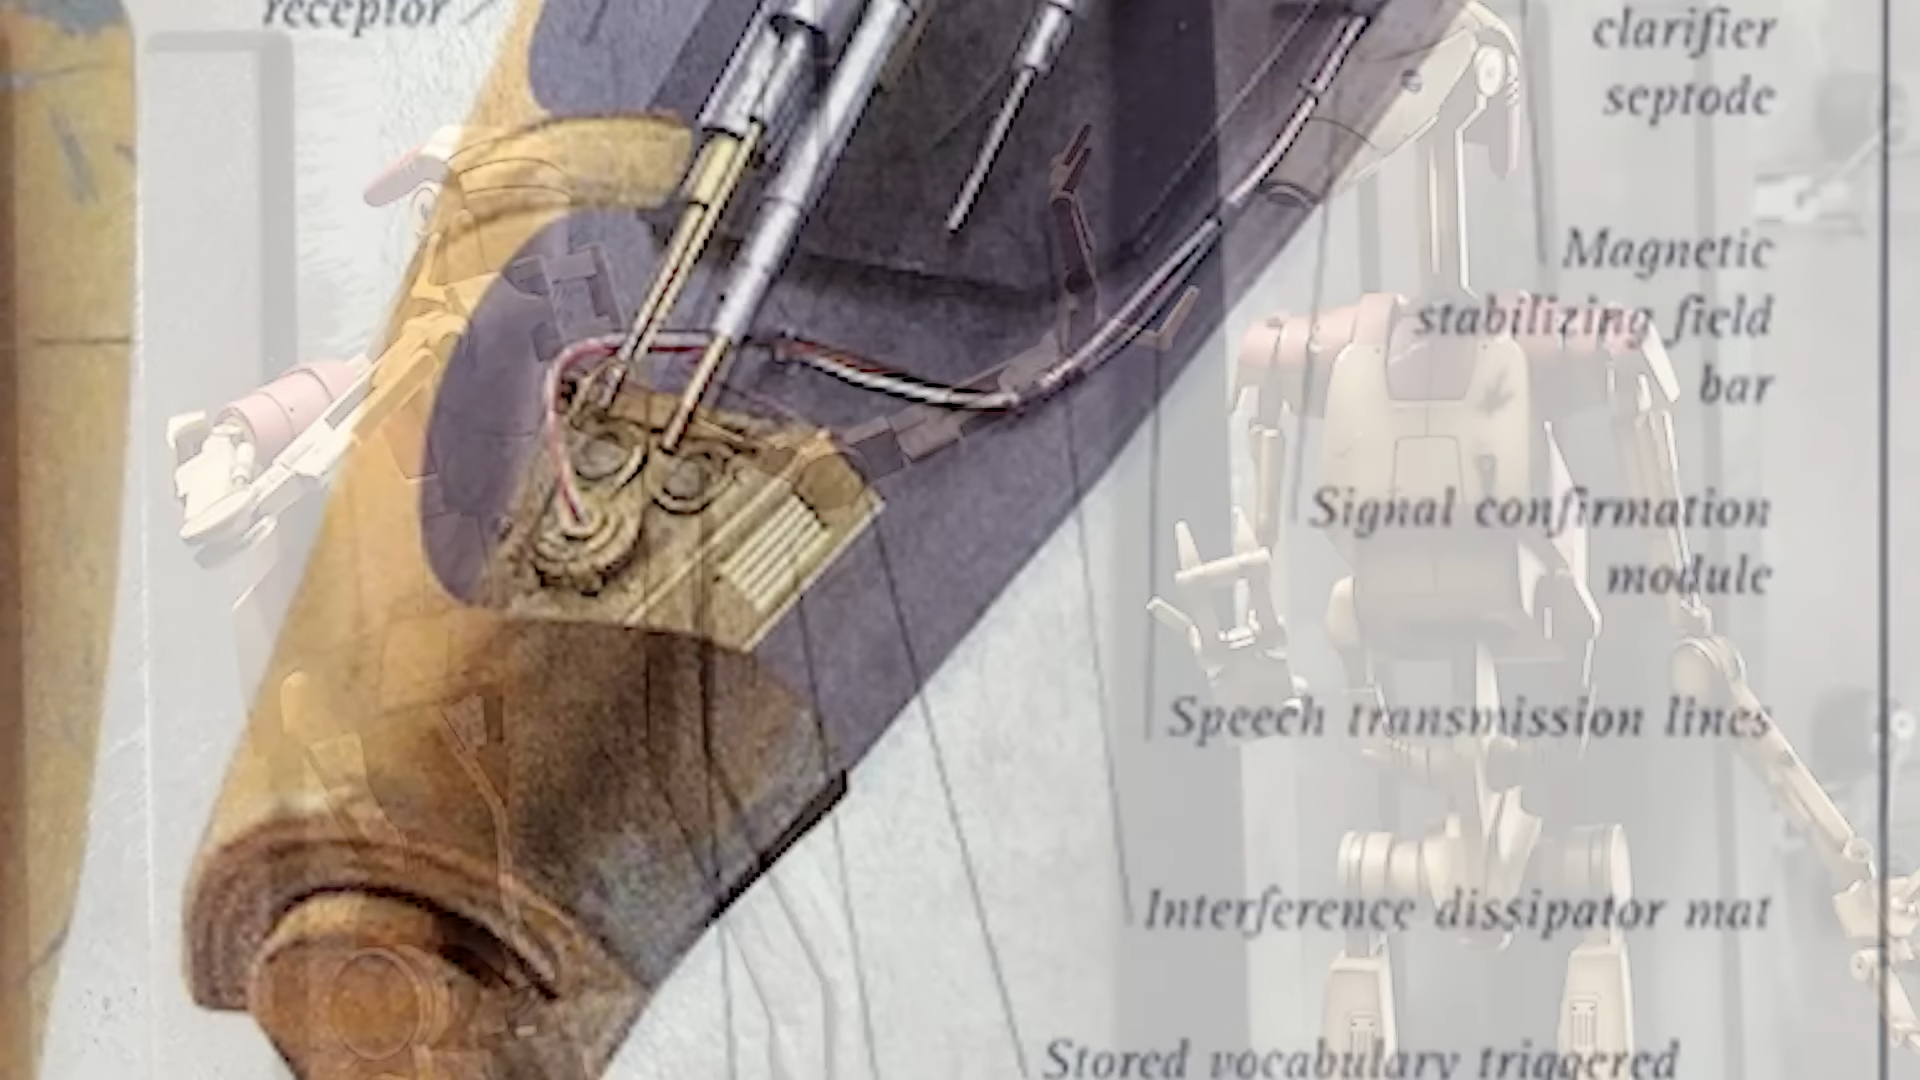 receptor
clarifier
septode
Magnetic
stabilizing field
bar
Signal confirmation
module
Speech transmission lines
Interference dissipator mat
Stored vocabulary triggered